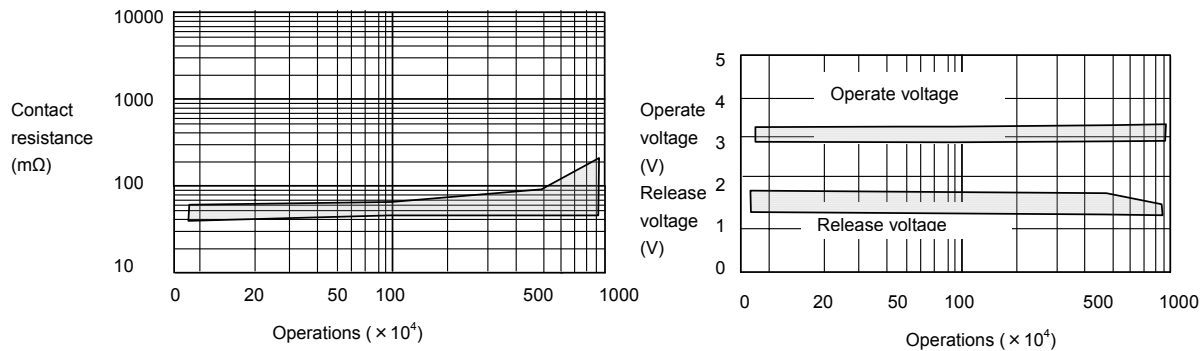 10000
1000
100
10
Contact
resistance
(mΩ)
0 20 50 100 500 1000
Operations ( × 10⁴)
5
4
3
2
1
0
Operate
voltage
(V)
Release
voltage
(V)
Operate voltage
Release voltage
0 20 50 100 500 1000
Operations ( × 10⁴)